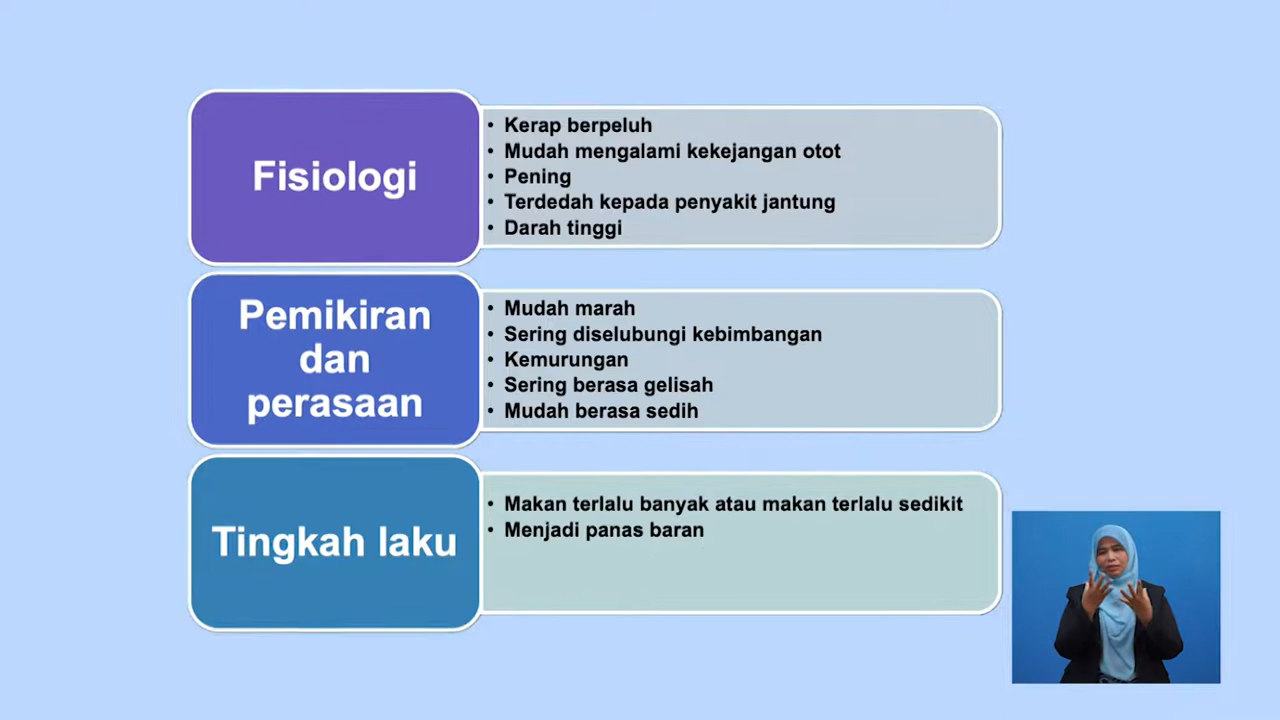 Fisiologi
• Kerap berpeluh
• Mudah mengalami kekejangan otot
• Pening
• Terdedah kepada penyakit jantung
• Darah tinggi
Pemikiran
dan
perasaan
• Mudah marah
• Sering diselubungi kebimbangan
• Kemurungan
• Sering berasa gelisah
• Mudah berasa sedih
Tingkah laku
• Makan terlalu banyak atau makan terlalu sedikit
• Menjadi panas baran